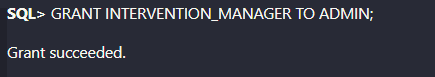 SQL> GRANT INTERVENTION_MANAGER TO ADMIN;
Grant succeeded.